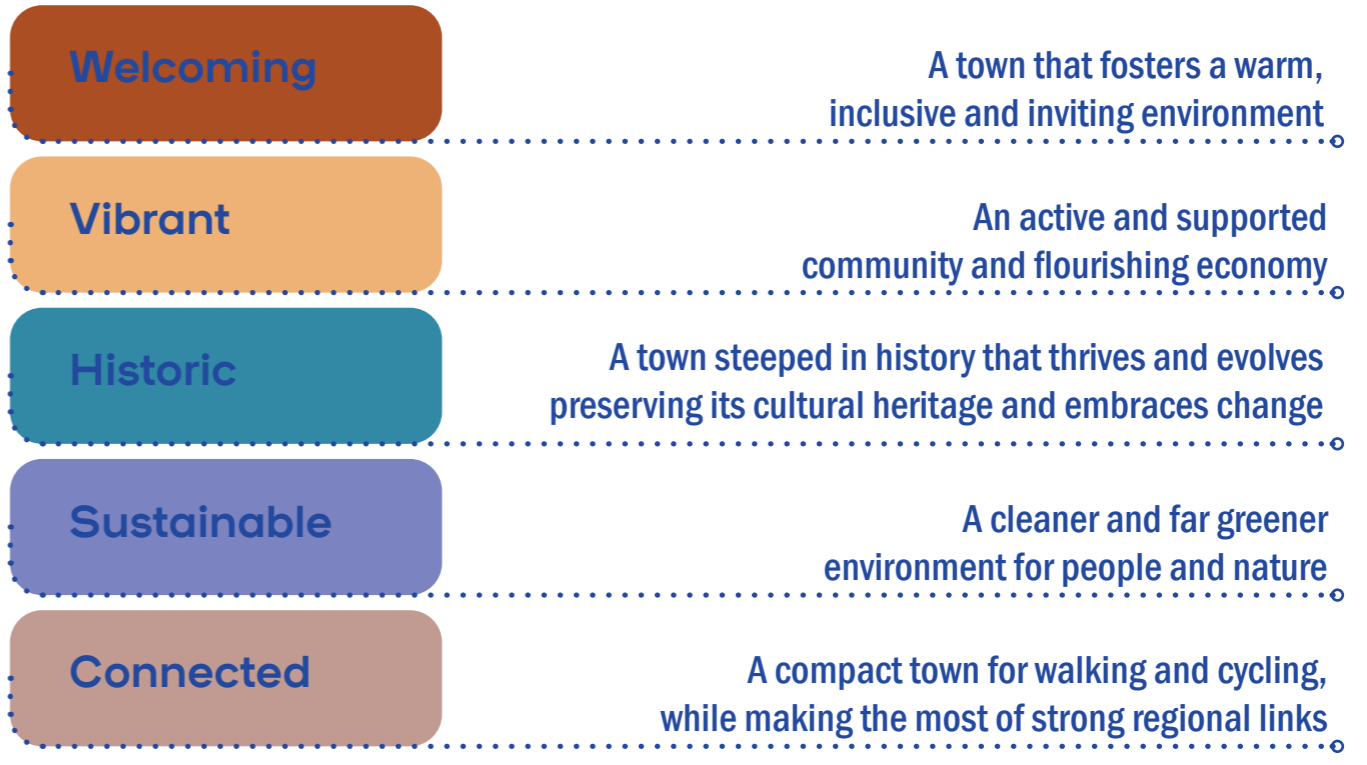 Welcoming
A town that fosters a warm,
inclusive and inviting environment
Vibrant
An active and supported
community and flourishing economy
Historic
A town steeped in history that thrives and evolves
preserving its cultural heritage and embraces change
Sustainable
A cleaner and far greener
environment for people and nature
Connected
A compact town for walking and cycling,
while making the most of strong regional links